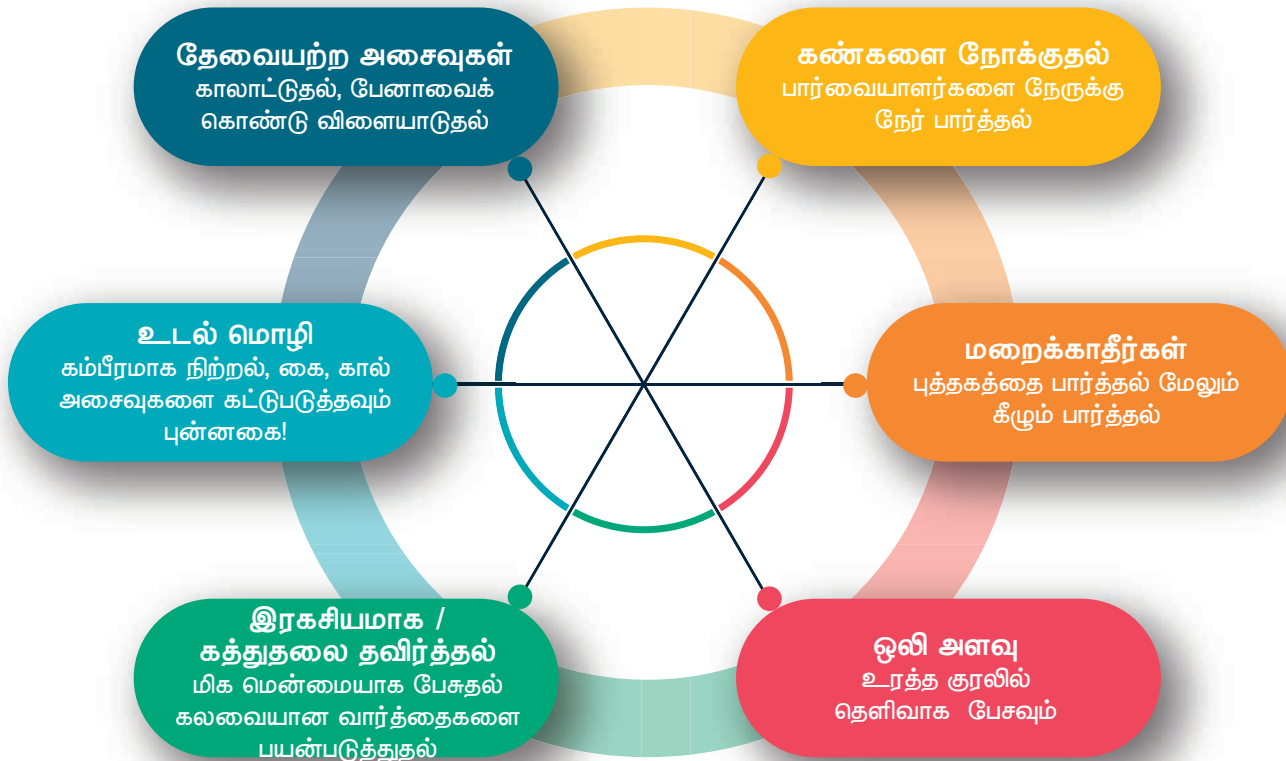 தேவையற்ற அசைவுகள்
காலாட்டுதல், பேனாவைக்
கொண்டு விளையாடுதல்
கண்களை நோக்குதல்
பார்வையாளர்களை நேருக்கு
நேர் பார்த்தல்
உடல் மொழி
கம்பீரமாக நிற்றல், கை, கால்
அசைவுகளை கட்டுபடுத்தவும்
புன்னகை!
மறைக்காதீர்கள்
புத்தகத்தை பார்த்தல் மேலும்
கீழும் பார்த்தல்
இரகசியமாக /
கத்துதலை தவிர்த்தல்
மிக மென்மையாக பேசுதல்
கலவையான வார்த்தைகளை
பயன்படுத்துதல்
ஒலி அளவு
உரத்த குரலில்
தெளிவாக பேசவும்